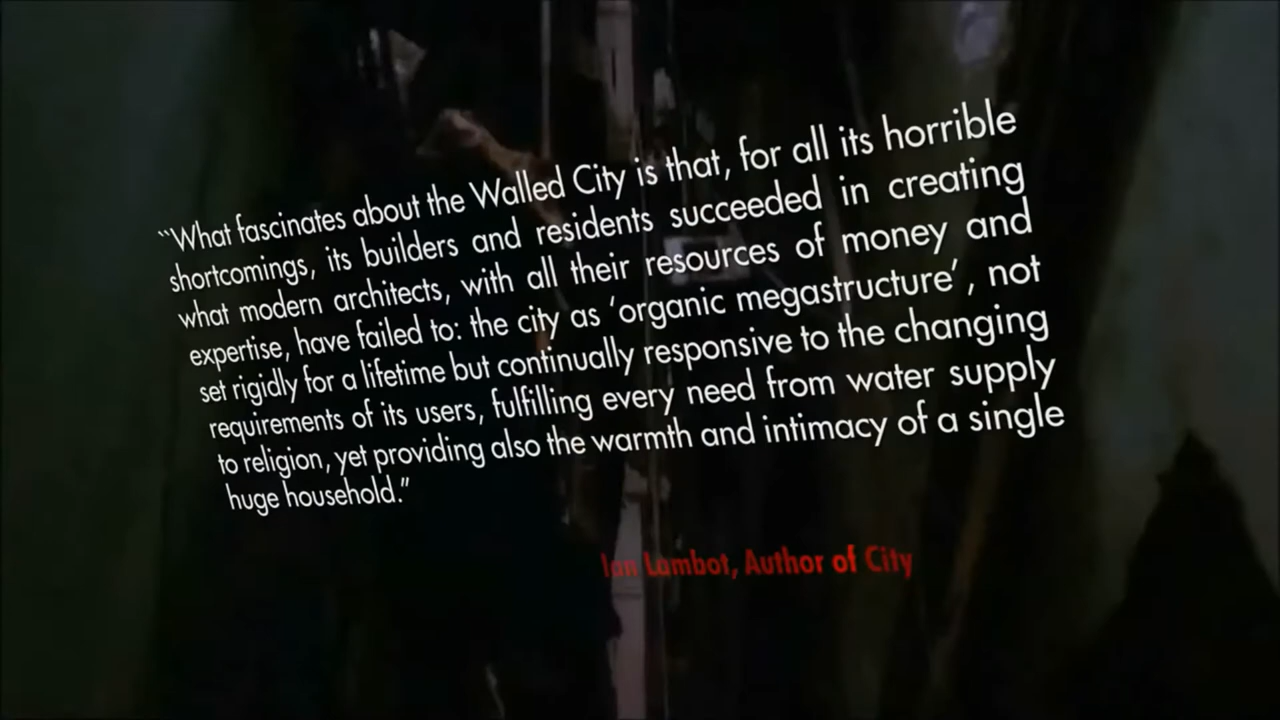 “What fascinates about the Walled City is that, for all its horrible
shortcomings, its builders and residents succeeded in creating
what modern architects, with all their resources of money and
expertise, have failed to: the city as ‘organic megastructure’, not
set rigidly for a lifetime but continually responsive to the changing
requirements of its users, fulfilling every need from water supply
to religion, yet providing also the warmth and intimacy of a single
huge household.”
Ian Lambot, Author of City